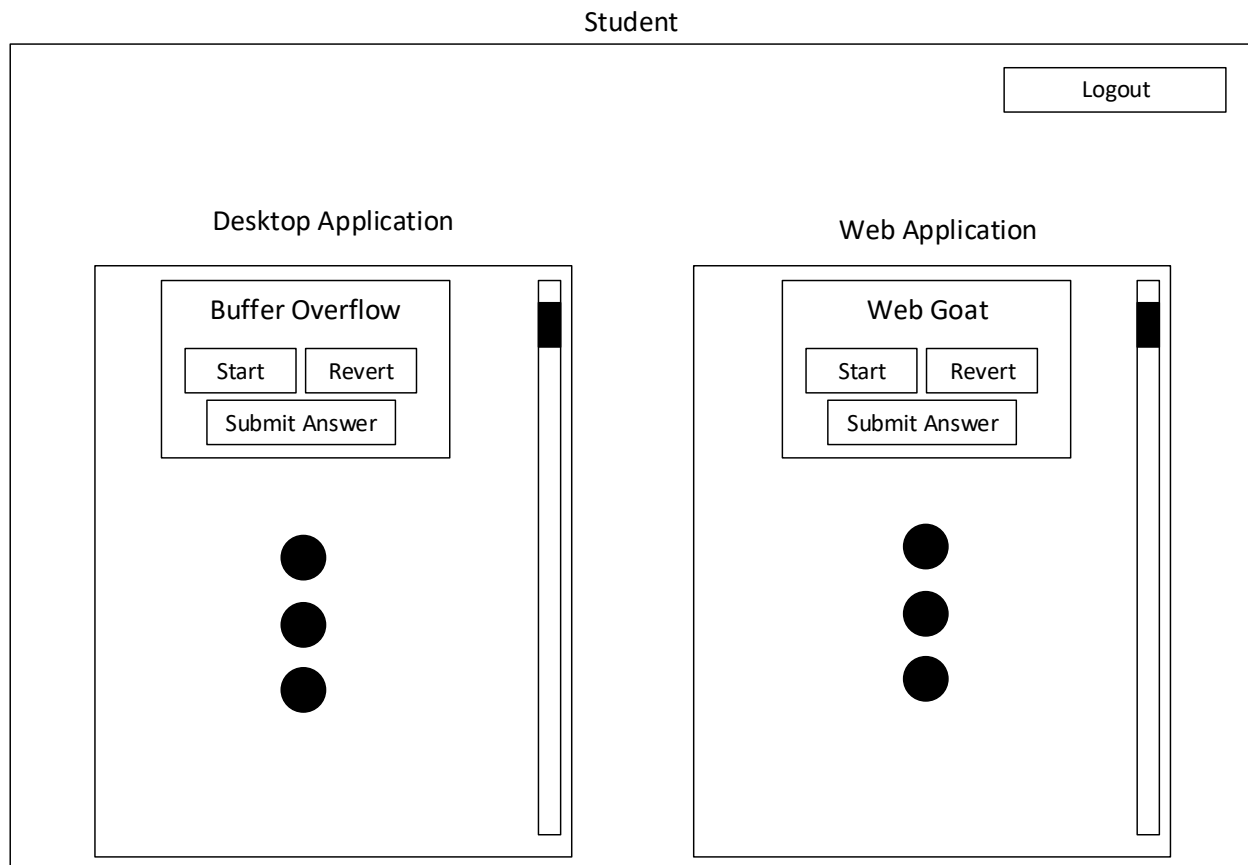 Student
Logout
Desktop Application
Buffer Overflow
Start
Revert
Submit Answer
Web Application
Web Goat
Start
Revert
Submit Answer